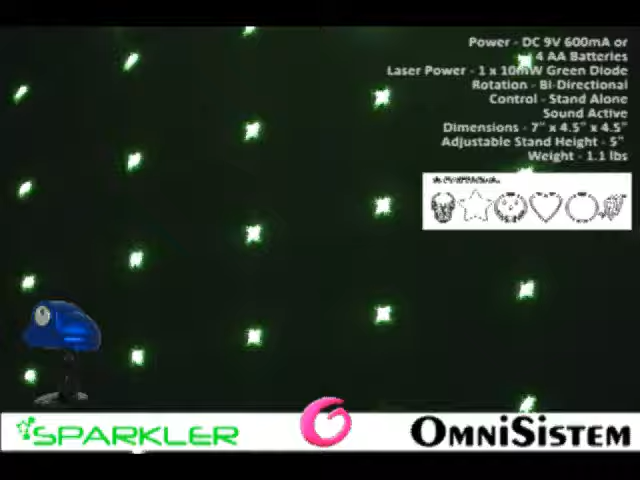 Power - DC 9V 600mA or
4 AA Batteries
Laser Power - 1 x 10mW Green Diode
Rotation - Bi-Directional
Control - Stand Alone
Sound Active
Dimensions - 7" x 4.5" x 4.5"
Adjustable Stand Height - 5"
Weight - 1.1 lbs
SPARKLER
OMNISISTEM